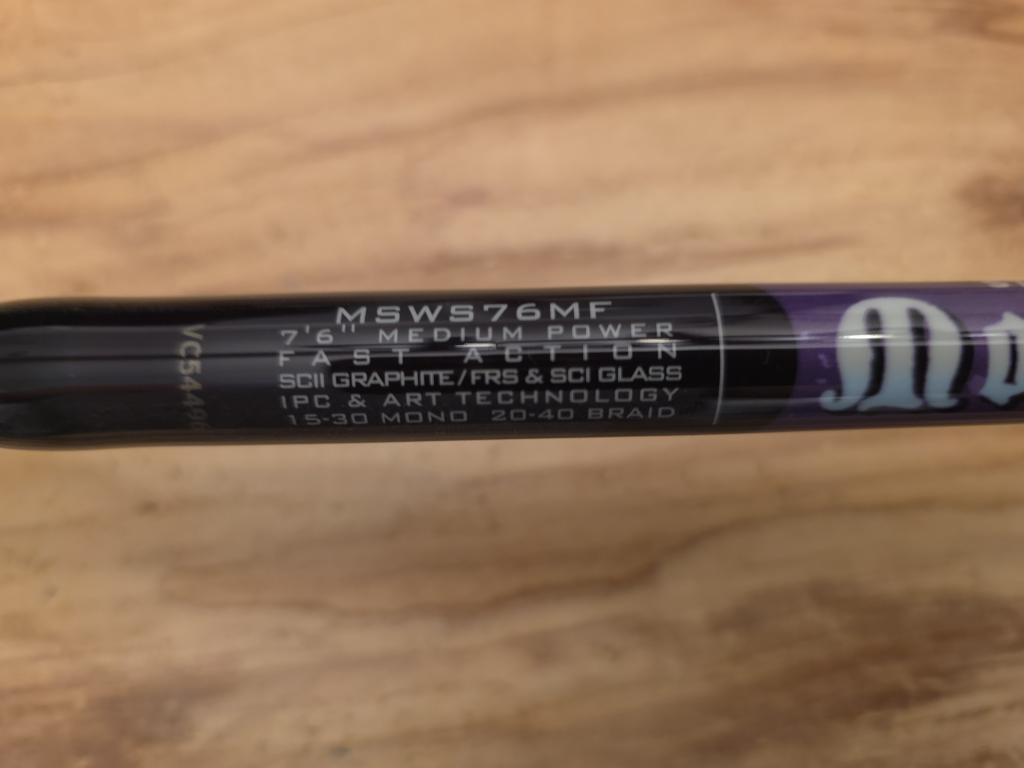 MSWS76MF
7'6" MEDIUM POWER
FAST ACTION
SCII GRAPHITE/FRS & SCI GLASS
IPC & ART TECHNOLOGY
15-30 MONO 20-40 BRAID